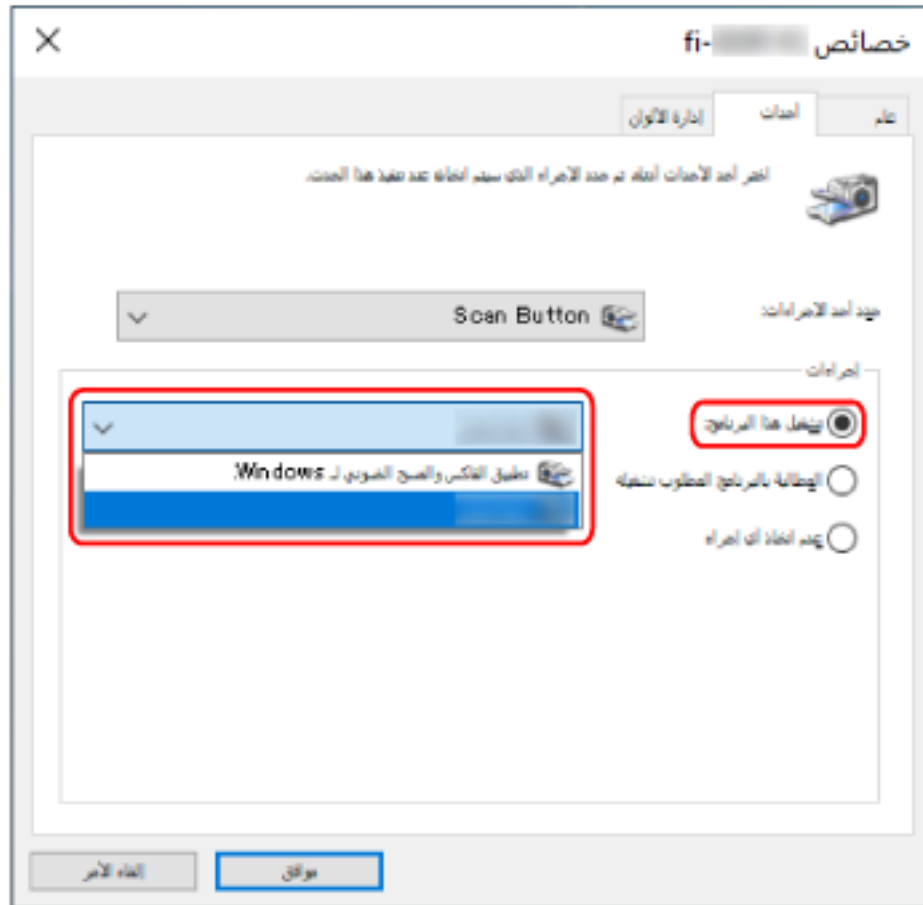 خصائص fi-
عام
أحداث
إدارة الألوان
اختر أحد الأحداث أدناه ثم حدد الإجراء الذي سيتم اتخاذه عند تنفيذ هذا الحدث.
حدد أحد الإجراءات:
Scan Button
إجراءات
تشغيل هذا البرنامج:
المطالبة بالبرنامج المطلوب تشغيله
عدم اتخاذ أي إجراء
تطبيق الفاكس والمسح الضوئي لـ Windows.
موافق
إلغاء الأمر